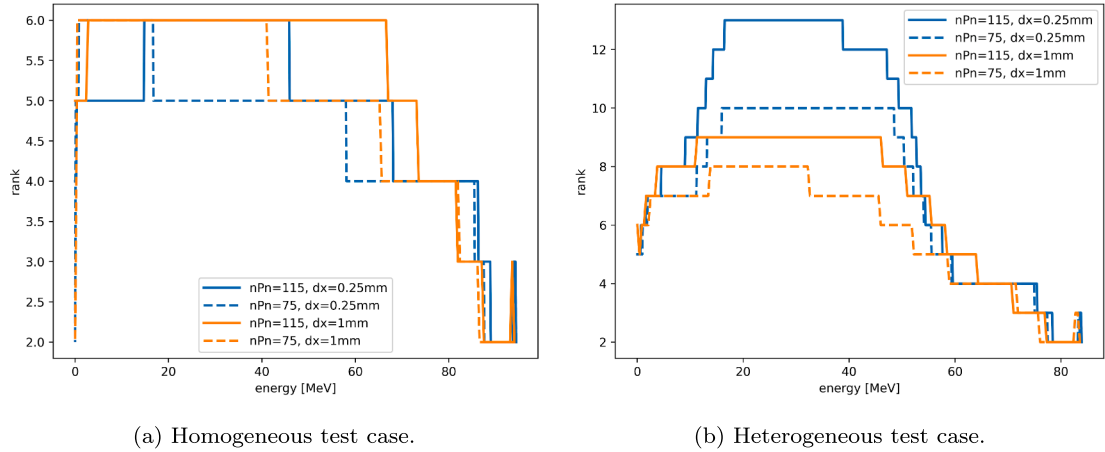 6.0
5.5
5.0
4.5
4.0
3.5
3.0
2.5
2.0
rank
0 20 40 60 80
energy [MeV]
nPn=115, dx=0.25mm
nPn=75, dx=0.25mm
nPn=115, dx=1mm
nPn=75, dx=1mm
(a) Homogeneous test case.
12
10
8
6
4
2
rank
0 20 40 60 80
energy [MeV]
nPn=115, dx=0.25mm
nPn=75, dx=0.25mm
nPn=115, dx=1mm
nPn=75, dx=1mm
(b) Heterogeneous test case.